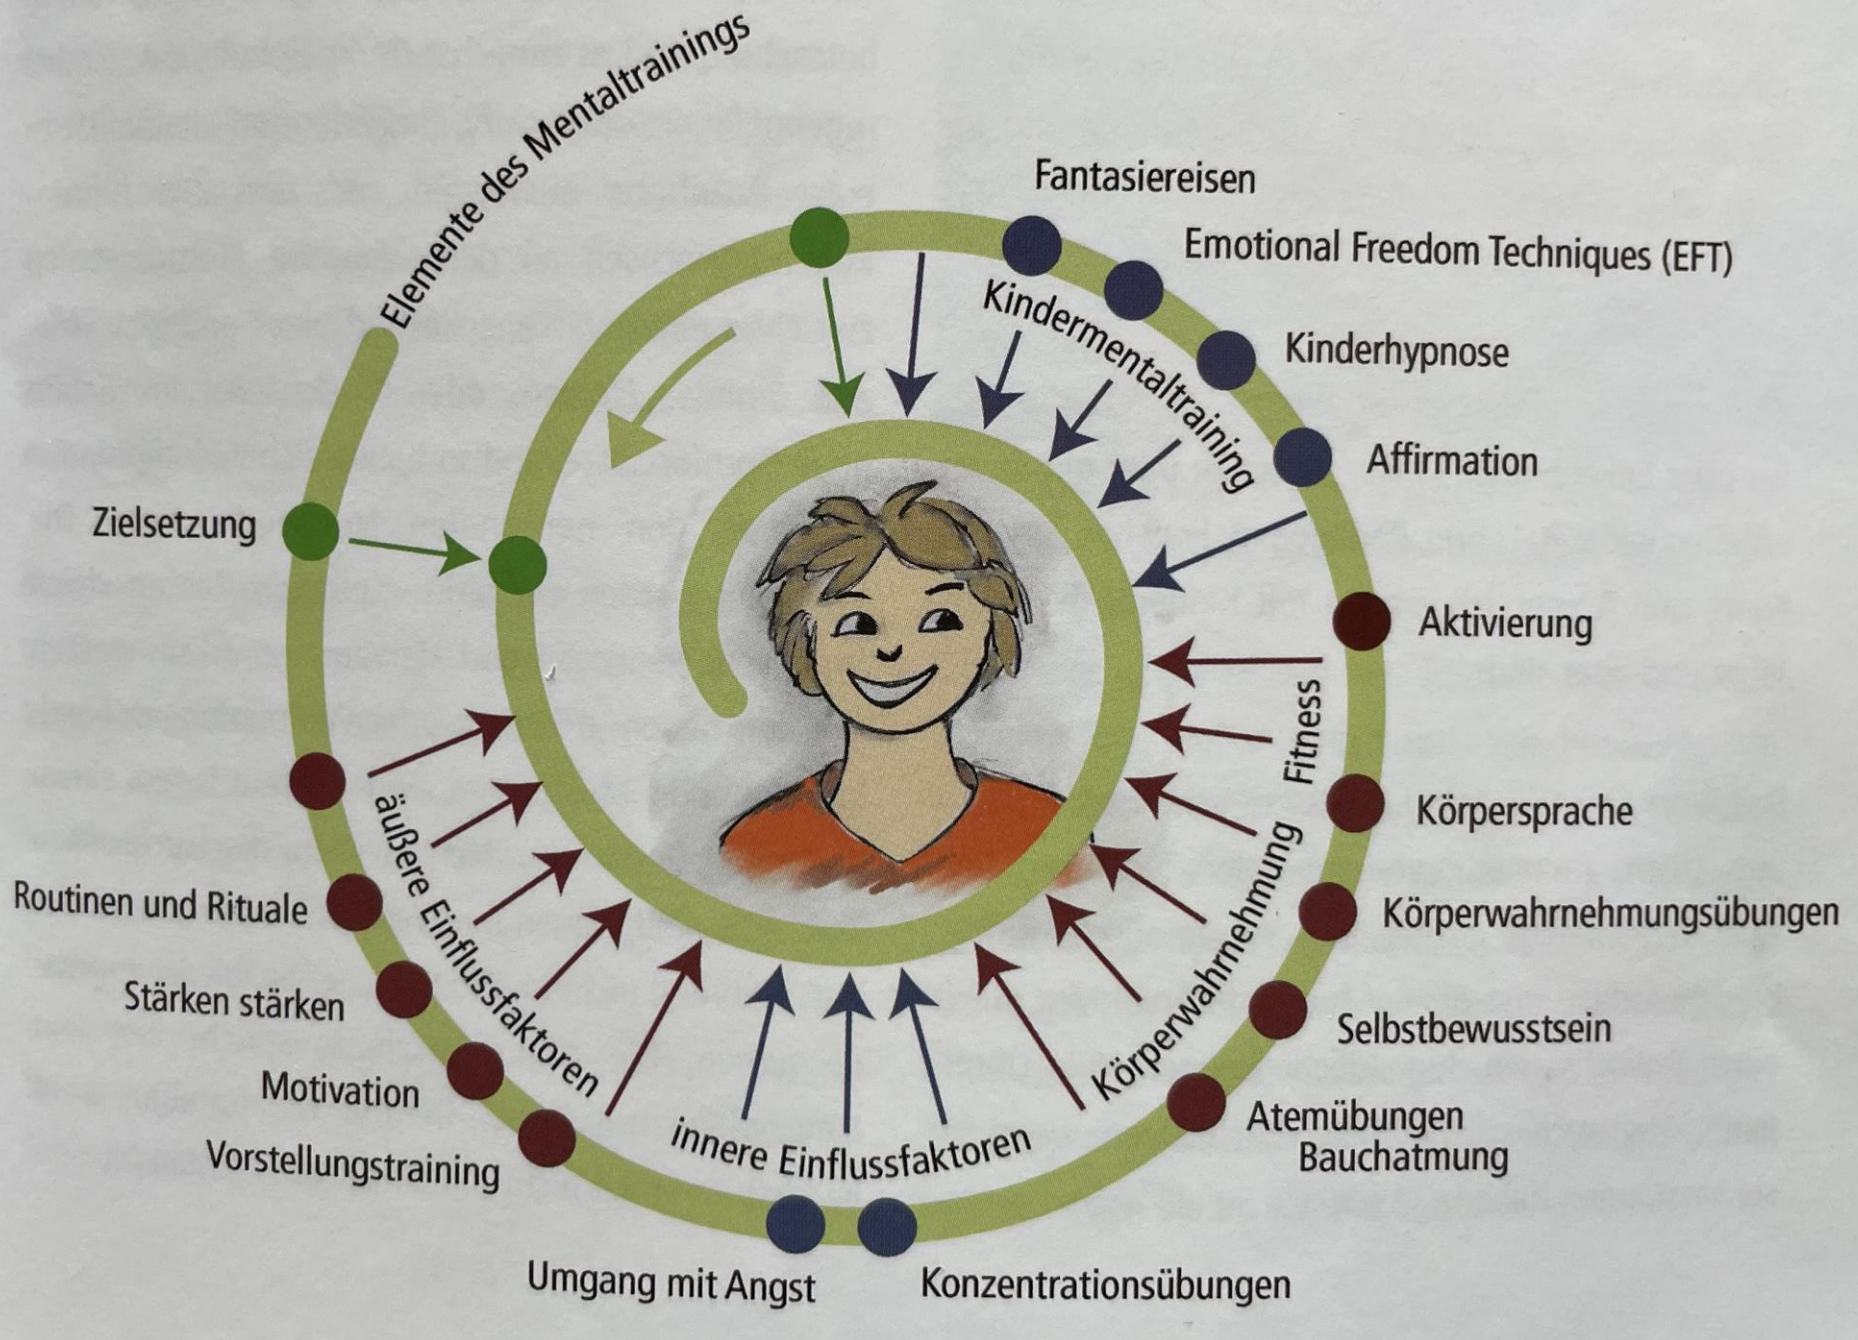 Elemente des Mentaltrainings
Fantasiereisen
Emotional Freedom Techniques (EFT)
Kindermentaltraining
Kinderhypnose
Affirmation
Zielsetzung
Aktivierung
Fitness
Körpersprache
Körperwahrnehmung
Körperwahrnehmungsübungen
Selbstbewusstsein
Atemübungen
Bauchatmung
äußere Einflussfaktoren
Routinen und Rituale
Stärken stärken
Motivation
Vorstellungstraining
innere Einflussfaktoren
Umgang mit Angst
Konzentrationsübungen